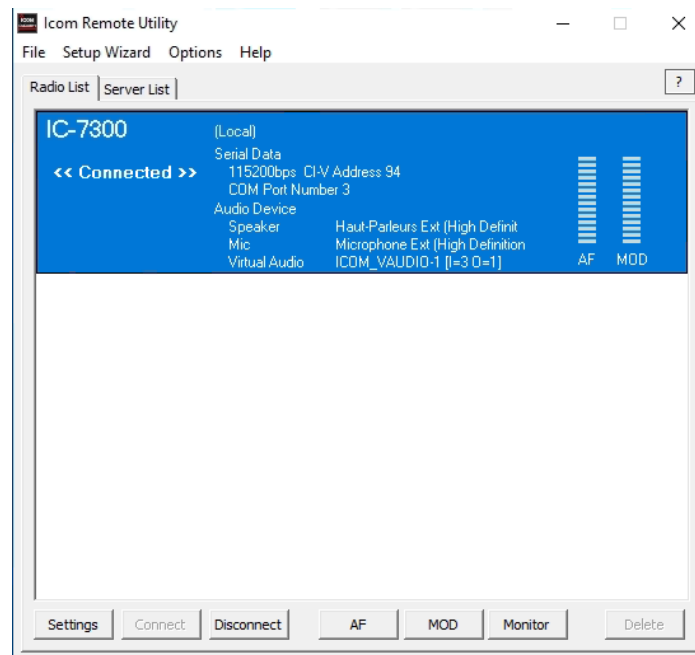 Icom Remote Utility
File Setup Wizard Options Help
Radio List Server List ?
IC-7300 (Local)
<< Connected >>
Serial Data
115200bps CI-V Address 94
COM Port Number 3
Audio Device
Speaker Haut-Parleurs Ext (High Definit
Mic Microphone Ext (High Definition
Virtual Audio ICOM_VAUDIO-1 [I=3 O=1]
AF MOD
Settings Connect Disconnect AF MOD Monitor Delete